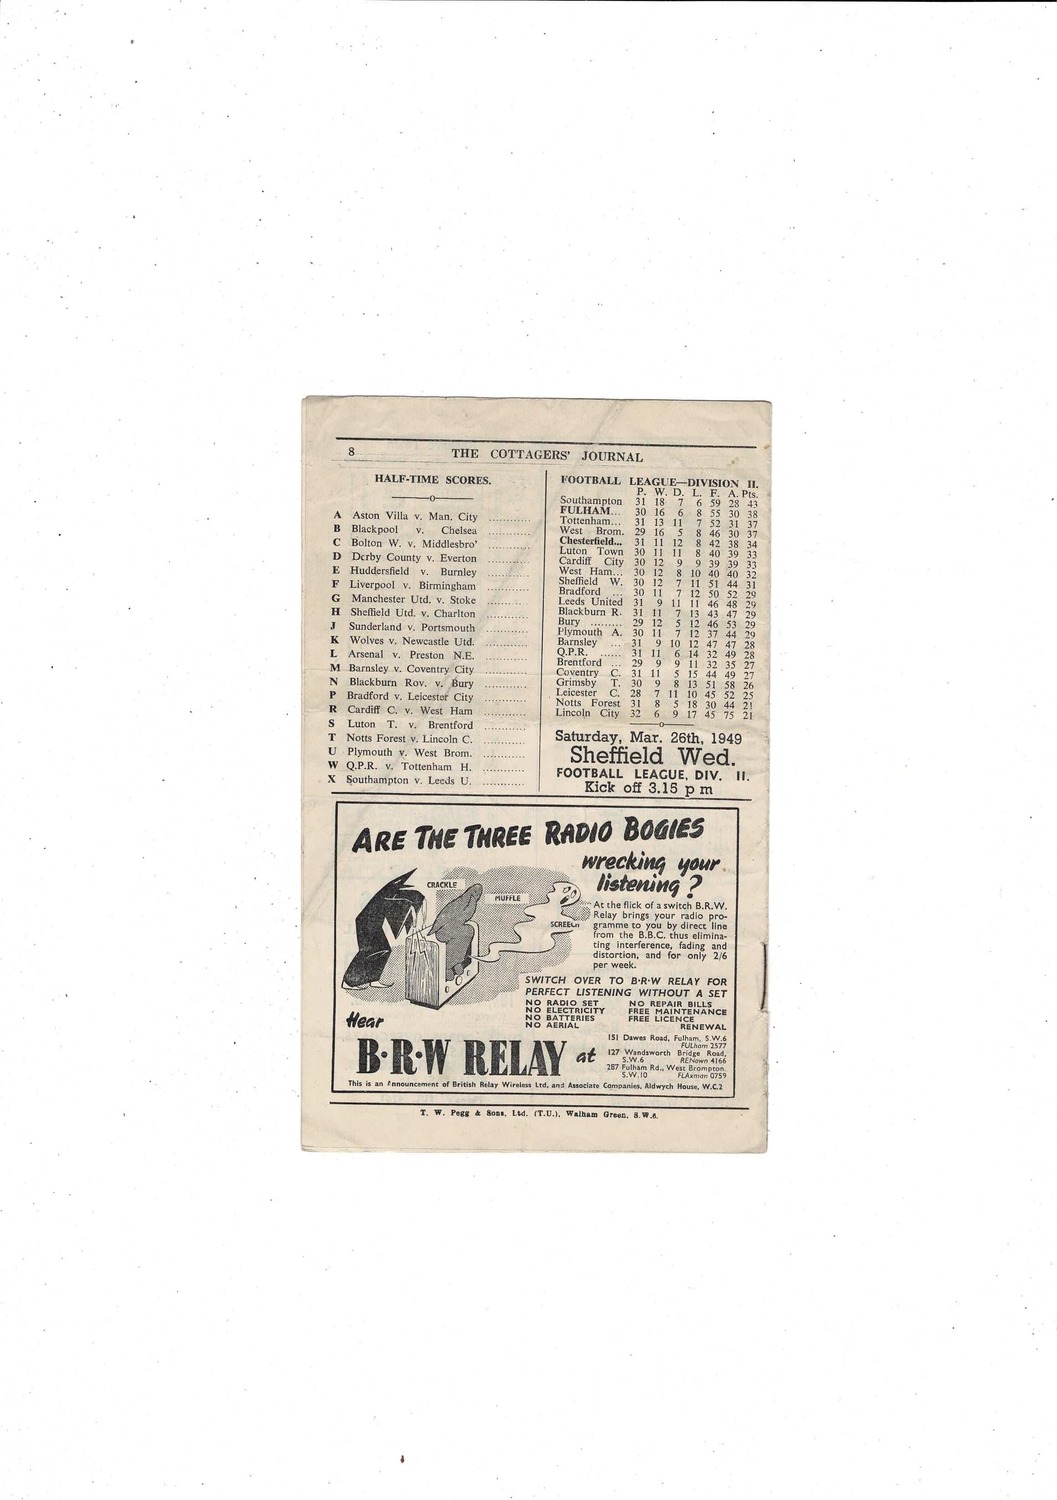 8 THE COTTAGERS' JOURNAL
HALF-TIME SCORES.
A Aston Villa v. Man. City ............
B Blackpool v. Chelsea ............
C Bolton W. v. Middlesbro' ............
D Derby County v. Everton ............
E Huddersfield v. Burnley ............
F Liverpool v. Birmingham ............
G Manchester Utd. v. Stoke ............
H Sheffield Utd. v. Charlton ............
J Sunderland v. Portsmouth ............
K Wolves v. Newcastle Utd. ............
L Arsenal v. Preston N.E. ............
M Barnsley v. Coventry City ............
N Blackburn Rov. v. Bury ............
P Bradford v. Leicester City ............
R Cardiff C. v. West Ham ............
S Luton T. v. Brentford ............
T Notts Forest v. Lincoln C. ............
U Plymouth v. West Brom. ............
W Q.P.R. v. Tottenham H. ............
X Southampton v. Leeds U. ............
FOOTBALL LEAGUE—DIVISION II.
P. W. D. L. F. A. Pts.
Southampton 31 18 7 6 59 28 43
FULHAM... 30 16 6 8 55 30 38
Tottenham... 31 13 11 7 52 31 37
West Brom. 29 16 5 8 46 30 37
Chesterfield... 31 11 12 8 42 38 34
Luton Town 30 11 11 8 40 39 33
Cardiff City 30 12 9 9 39 39 33
West Ham... 30 12 8 10 40 40 32
Sheffield W. 30 12 7 11 51 44 31
Bradford ... 30 11 7 12 50 52 29
Leeds United 31 9 11 11 46 48 29
Blackburn R. 31 11 7 13 43 47 29
Bury ......... 29 12 5 12 46 53 29
Plymouth A. 30 11 7 12 37 44 29
Barnsley ... 31 9 10 12 47 47 28
Q.P.R. ...... 31 11 6 14 32 49 28
Brentford ... 29 9 9 11 32 35 27
Coventry C. 31 11 5 15 44 49 27
Grimsby T. 30 9 8 13 51 58 26
Leicester C. 28 7 11 10 45 52 25
Notts Forest 31 8 5 18 30 44 21
Lincoln City 32 6 9 17 45 75 21
Saturday, Mar. 26th, 1949
Sheffield Wed.
FOOTBALL LEAGUE, DIV. II.
Kick off 3.15 p m
ARE THE THREE RADIO BOGIES
wrecking your
listening ?
CRACKLE
MUFFLE
SCREECH
At the flick of a switch B.R.W.
Relay brings your radio pro-
gramme to you by direct line
from the B.B.C. thus elimina-
ting interference, fading and
distortion, and for only 2/6
per week.
SWITCH OVER TO B·R·W RELAY FOR
PERFECT LISTENING WITHOUT A SET
NO RADIO SET
NO ELECTRICITY
NO BATTERIES
NO AERIAL
NO REPAIR BILLS
FREE MAINTENANCE
FREE LICENCE
RENEWAL
Hear
B·R·W RELAY at
151 Dawes Road, Fulham, S.W.6
FULham 2577
127 Wandsworth Bridge Road,
S.W.6 RENown 4166
287 Fulham Rd., West Brompton.
S.W.10 FLAxman 0759
This is an Announcement of British Relay Wireless Ltd. and Associate Companies, Aldwych House, W.C.2
T. W. Pegg & Sons, Ltd. (T.U.), Walham Green, S.W.6.